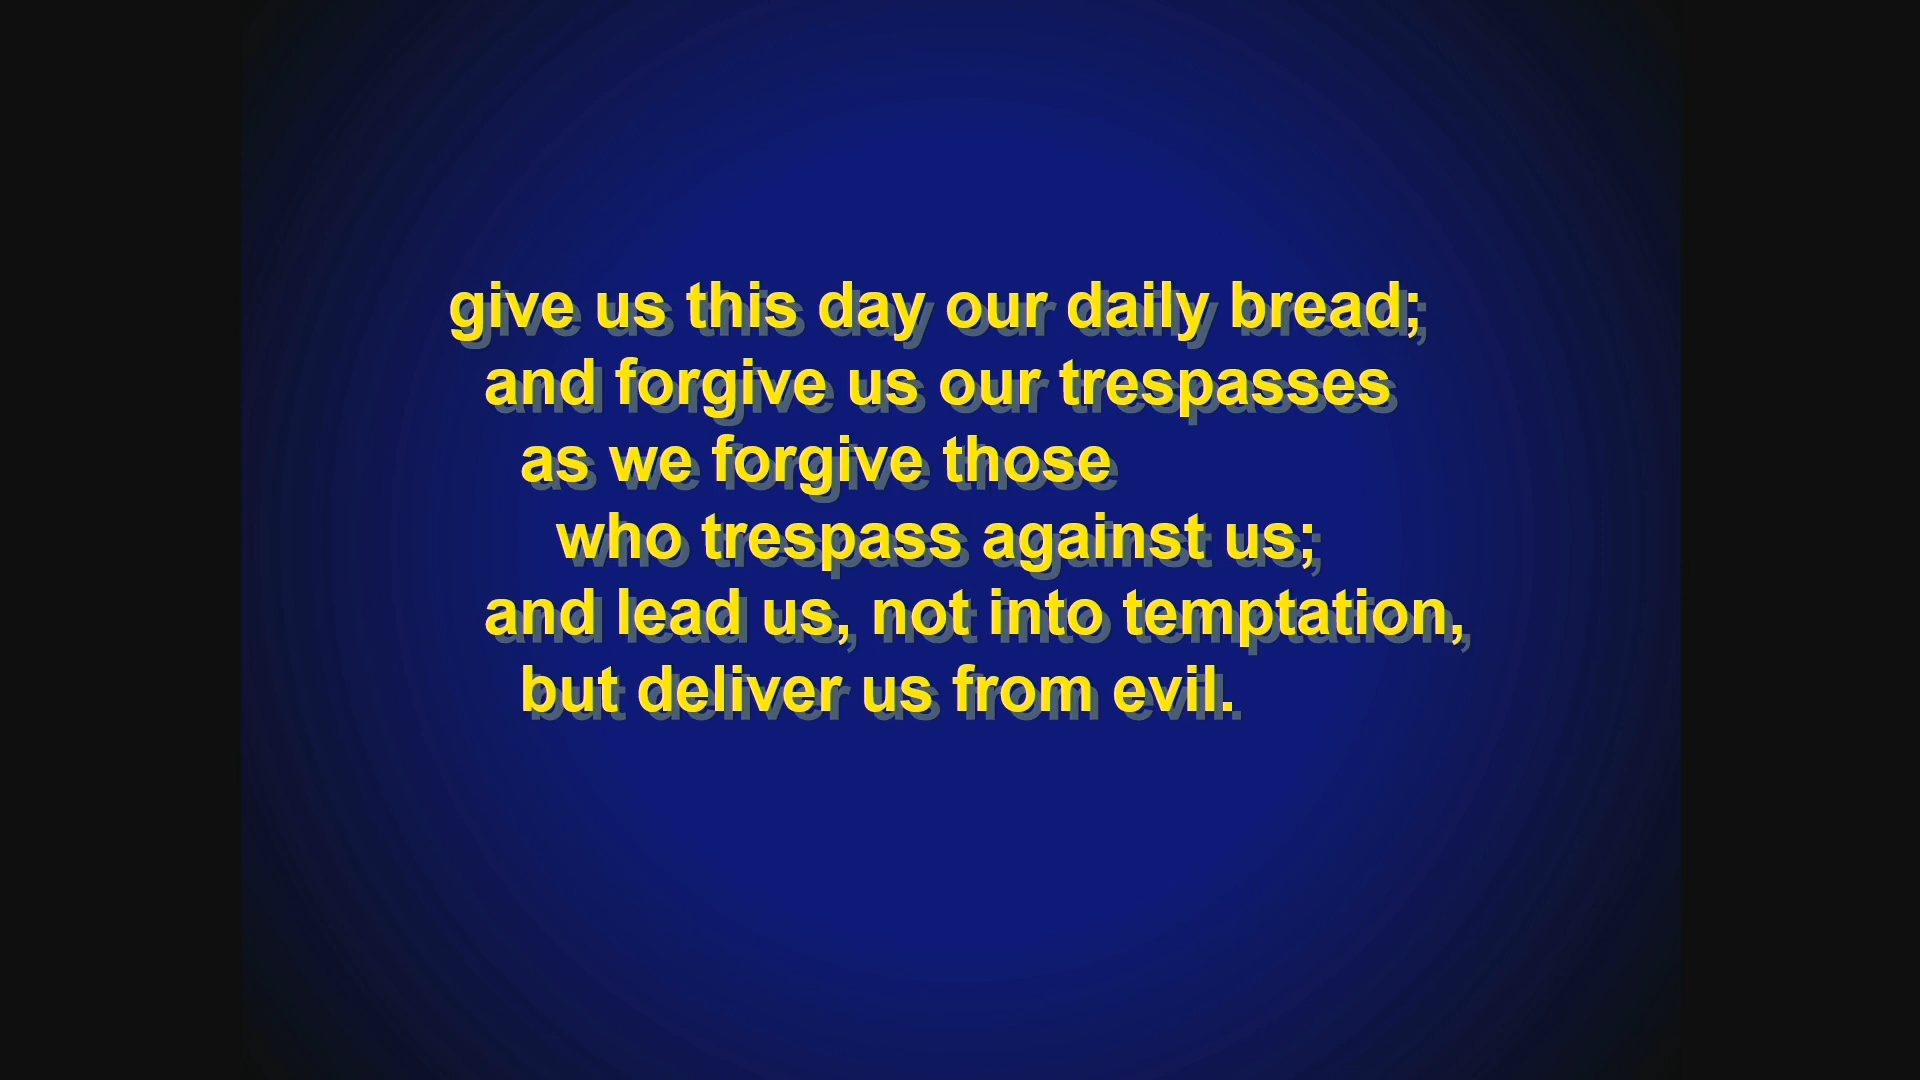 give us this day our daily bread;
and forgive us our trespasses
as we forgive those
who trespass against us;
and lead us, not into temptation,
but deliver us from evil.